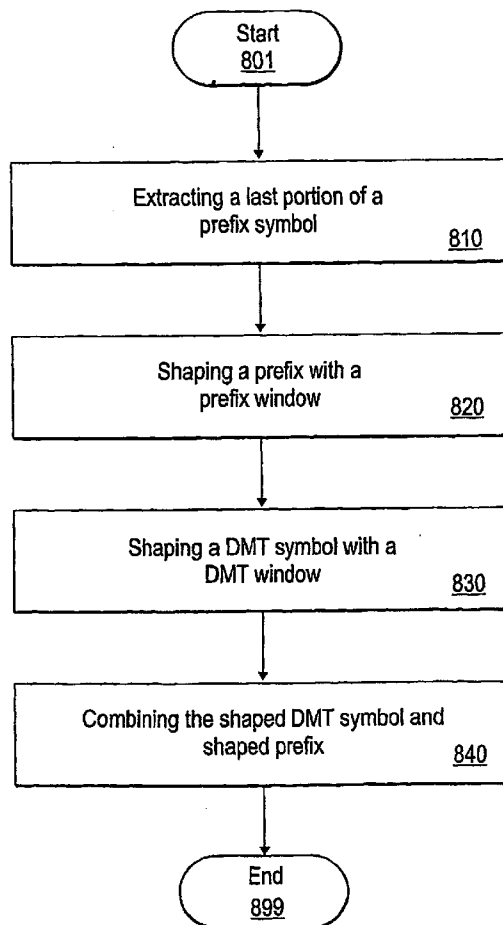 Start
801
Extracting a last portion of a
prefix symbol
810
Shaping a prefix with a
prefix window
820
Shaping a DMT symbol with a
DMT window
830
Combining the shaped DMT symbol and
shaped prefix
840
End
899